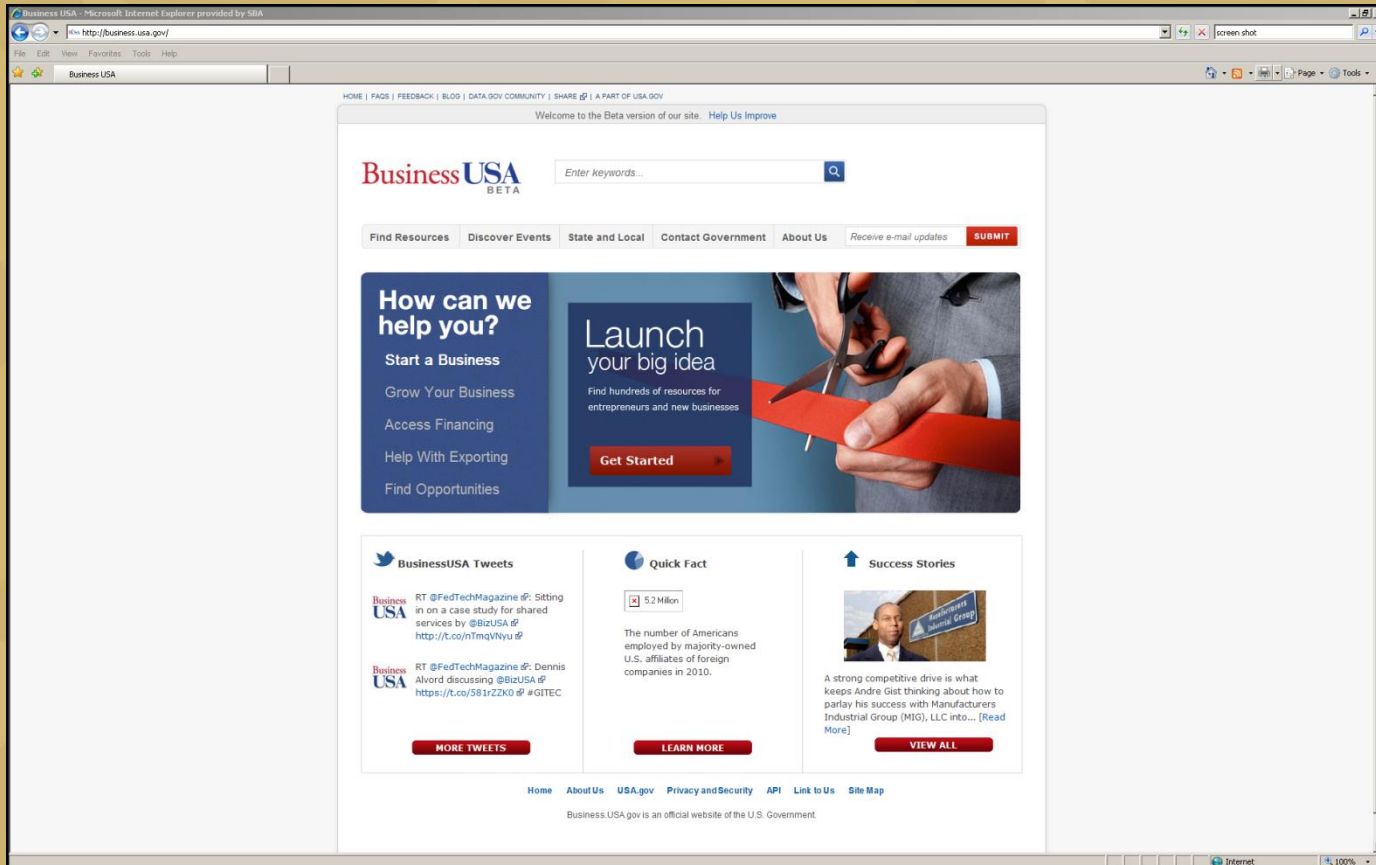 Business USA - Microsoft Internet Explorer provided by SBA
http://business.usa.gov/
screen shot
File Edit View Favorites Tools Help
Business USA
Page Tools
HOME | FAQS | FEEDBACK | BLOG | DATA.GOV COMMUNITY | SHARE | A PART OF USA.GOV
Welcome to the Beta version of our site. Help Us Improve
Business USA
BETA
Enter keywords...
Find Resources
Discover Events
State and Local
Contact Government
About Us
Receive e-mail updates
SUBMIT
How can we
help you?
Start a Business
Grow Your Business
Access Financing
Help With Exporting
Find Opportunities
Launch
your big idea
Find hundreds of resources for
entrepreneurs and new businesses
Get Started
BusinessUSA Tweets
Business
USA
RT @FedTechMagazine: Sitting
in on a case study for shared
services by @BizUSA
http://t.co/nTmqVNyu
Business
USA
RT @FedTechMagazine: Dennis
Alvord discussing @BizUSA
https://t.co/581rZZK0 #GITEC
MORE TWEETS
Quick Fact
5.2 Million
The number of Americans
employed by majority-owned
U.S. affiliates of foreign
companies in 2010.
LEARN MORE
Success Stories
Manufacturers
Industrial Group
A strong competitive drive is what
keeps Andre Gist thinking about how to
parlay his success with Manufacturers
Industrial Group (MIG), LLC into... [Read
More]
VIEW ALL
Home About Us USA.gov Privacy and Security API Link to Us Site Map
Business.USA.gov is an official website of the U.S. Government.
Internet
100%